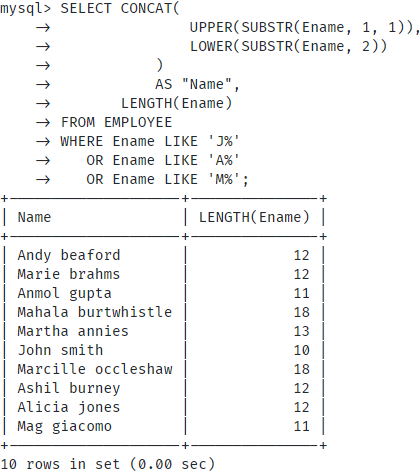 mysql> SELECT CONCAT(
    → UPPER(SUBSTR(Ename, 1, 1)),
    → LOWER(SUBSTR(Ename, 2))
    → )
    → AS "Name",
    → LENGTH(Ename)
    → FROM EMPLOYEE
    → WHERE Ename LIKE 'J%'
    → OR Ename LIKE 'A%'
    → OR Ename LIKE 'M%';
+--------------------+---------------+
| Name | LENGTH(Ename) |
+--------------------+---------------+
| Andy beaford | 12 |
| Marie brahms | 12 |
| Anmol gupta | 11 |
| Mahala burtwhistle | 18 |
| Martha annies | 13 |
| John smith | 10 |
| Marcille occleshaw | 18 |
| Ashil burney | 12 |
| Alicia jones | 12 |
| Mag giacomo | 11 |
+--------------------+---------------+
10 rows in set (0.00 sec)